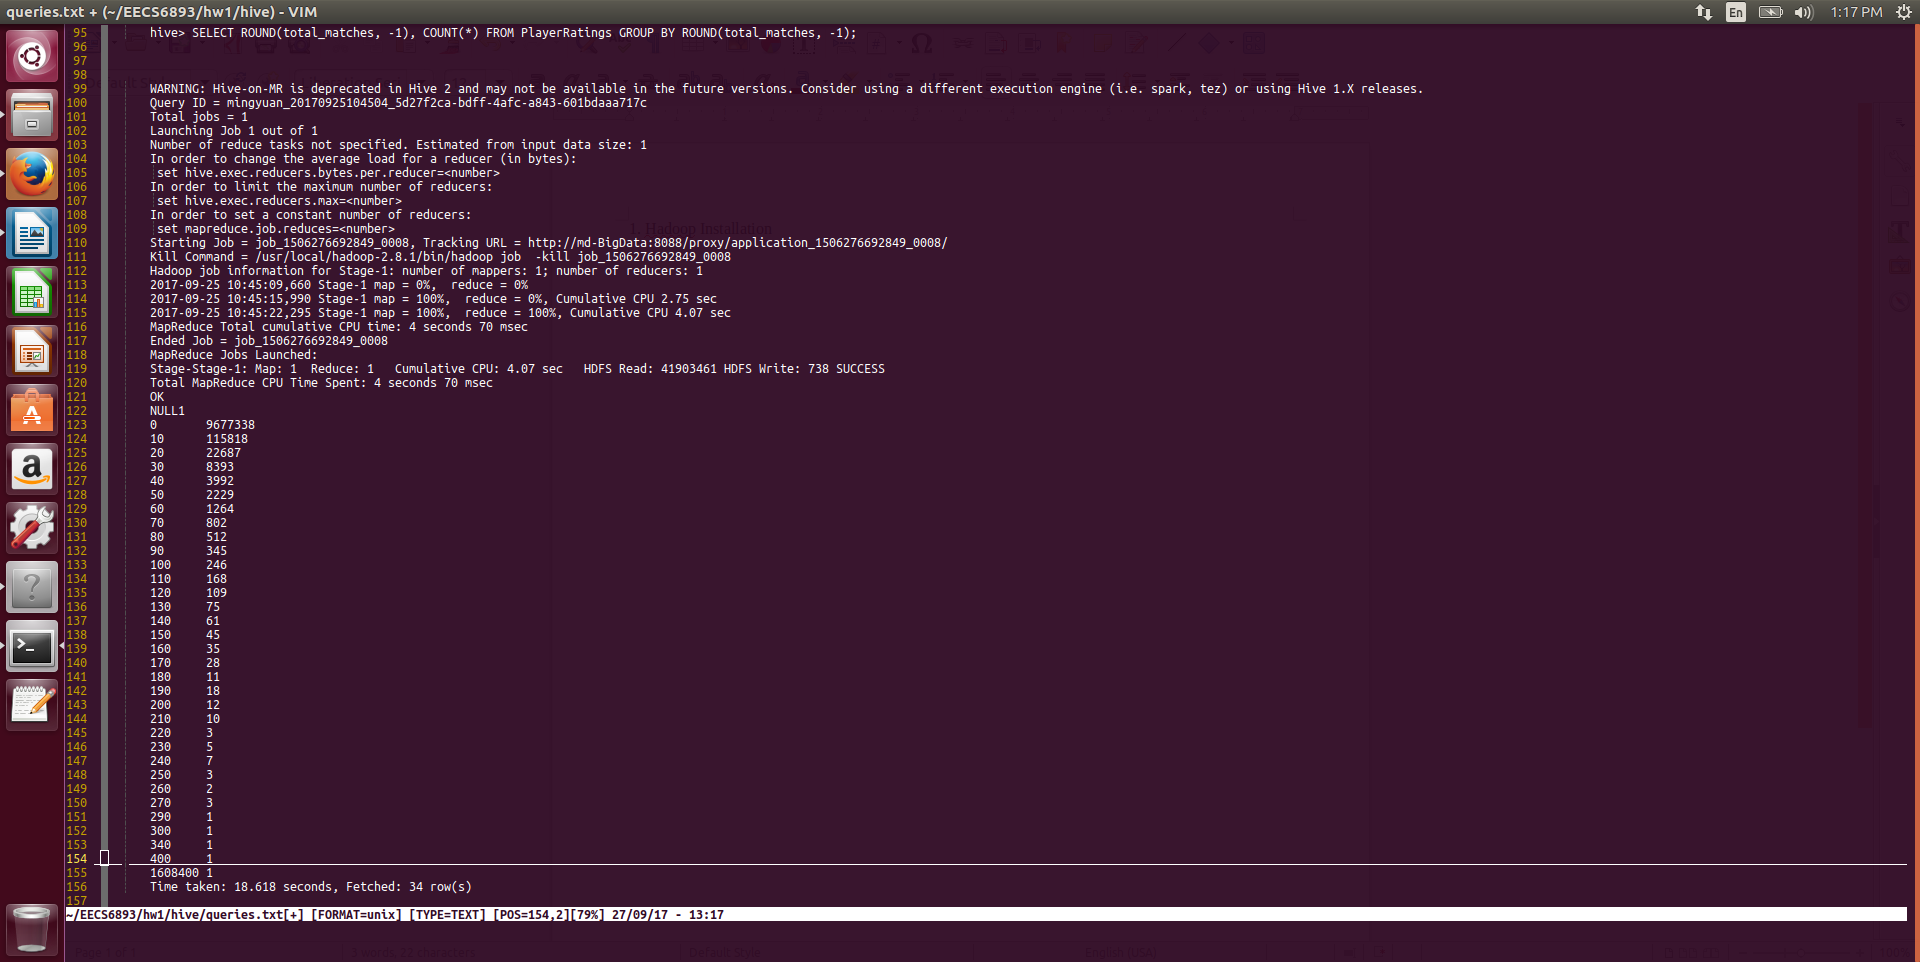 queries.txt + (~/EECS6893/hw1/hive) - VIM
En
1:17 PM
95 hive> SELECT ROUND(total_matches, -1), COUNT(*) FROM PlayerRatings GROUP BY ROUND(total_matches, -1);
96
97
98
99 WARNING: Hive-on-MR is deprecated in Hive 2 and may not be available in the future versions. Consider using a different execution engine (i.e. spark, tez) or using Hive 1.X releases.
100 Query ID = mingyuan_20170925104504_5d27f2ca-bdff-4afc-a843-601bdaaa717c
101 Total jobs = 1
102 Launching Job 1 out of 1
103 Number of reduce tasks not specified. Estimated from input data size: 1
104 In order to change the average load for a reducer (in bytes):
105 set hive.exec.reducers.bytes.per.reducer=<number>
106 In order to limit the maximum number of reducers:
107 set hive.exec.reducers.max=<number>
108 In order to set a constant number of reducers:
109 set mapreduce.job.reduces=<number>
1. Hadoop Installation
110 Starting Job = job_1506276692849_0008, Tracking URL = http://md-BigData:8088/proxy/application_1506276692849_0008/
111 Kill Command = /usr/local/hadoop-2.8.1/bin/hadoop job  -kill job_1506276692849_0008
112 Hadoop job information for Stage-1: number of mappers: 1; number of reducers: 1
113 2017-09-25 10:45:09,660 Stage-1 map = 0%,  reduce = 0%
114 2017-09-25 10:45:15,990 Stage-1 map = 100%,  reduce = 0%, Cumulative CPU 2.75 sec
115 2017-09-25 10:45:22,295 Stage-1 map = 100%,  reduce = 100%, Cumulative CPU 4.07 sec
116 MapReduce Total cumulative CPU time: 4 seconds 70 msec
117 Ended Job = job_1506276692849_0008
118 MapReduce Jobs Launched:
119 Stage-Stage-1: Map: 1  Reduce: 1   Cumulative CPU: 4.07 sec   HDFS Read: 41903461 HDFS Write: 738 SUCCESS
120 Total MapReduce CPU Time Spent: 4 seconds 70 msec
121 OK
122 NULL1
123 0 9677338
124 10 115818
125 20 22687
126 30 8393
127 40 3992
128 50 2229
129 60 1264
130 70 802
131 80 512
132 90 345
133 100 246
134 110 168
135 120 109
136 130 75
137 140 61
138 150 45
139 160 35
140 170 28
141 180 11
142 190 18
143 200 12
144 210 10
145 220 3
146 230 5
147 240 7
148 250 3
149 260 2
150 270 3
151 290 1
152 300 1
153 340 1
154 400 1
155 1608400 1
156 Time taken: 18.618 seconds, Fetched: 34 row(s)
157
~/EECS6893/hw1/hive/queries.txt[+] [FORMAT=unix] [TYPE=TEXT] [POS=154,2][79%] 27/09/17 - 13:17